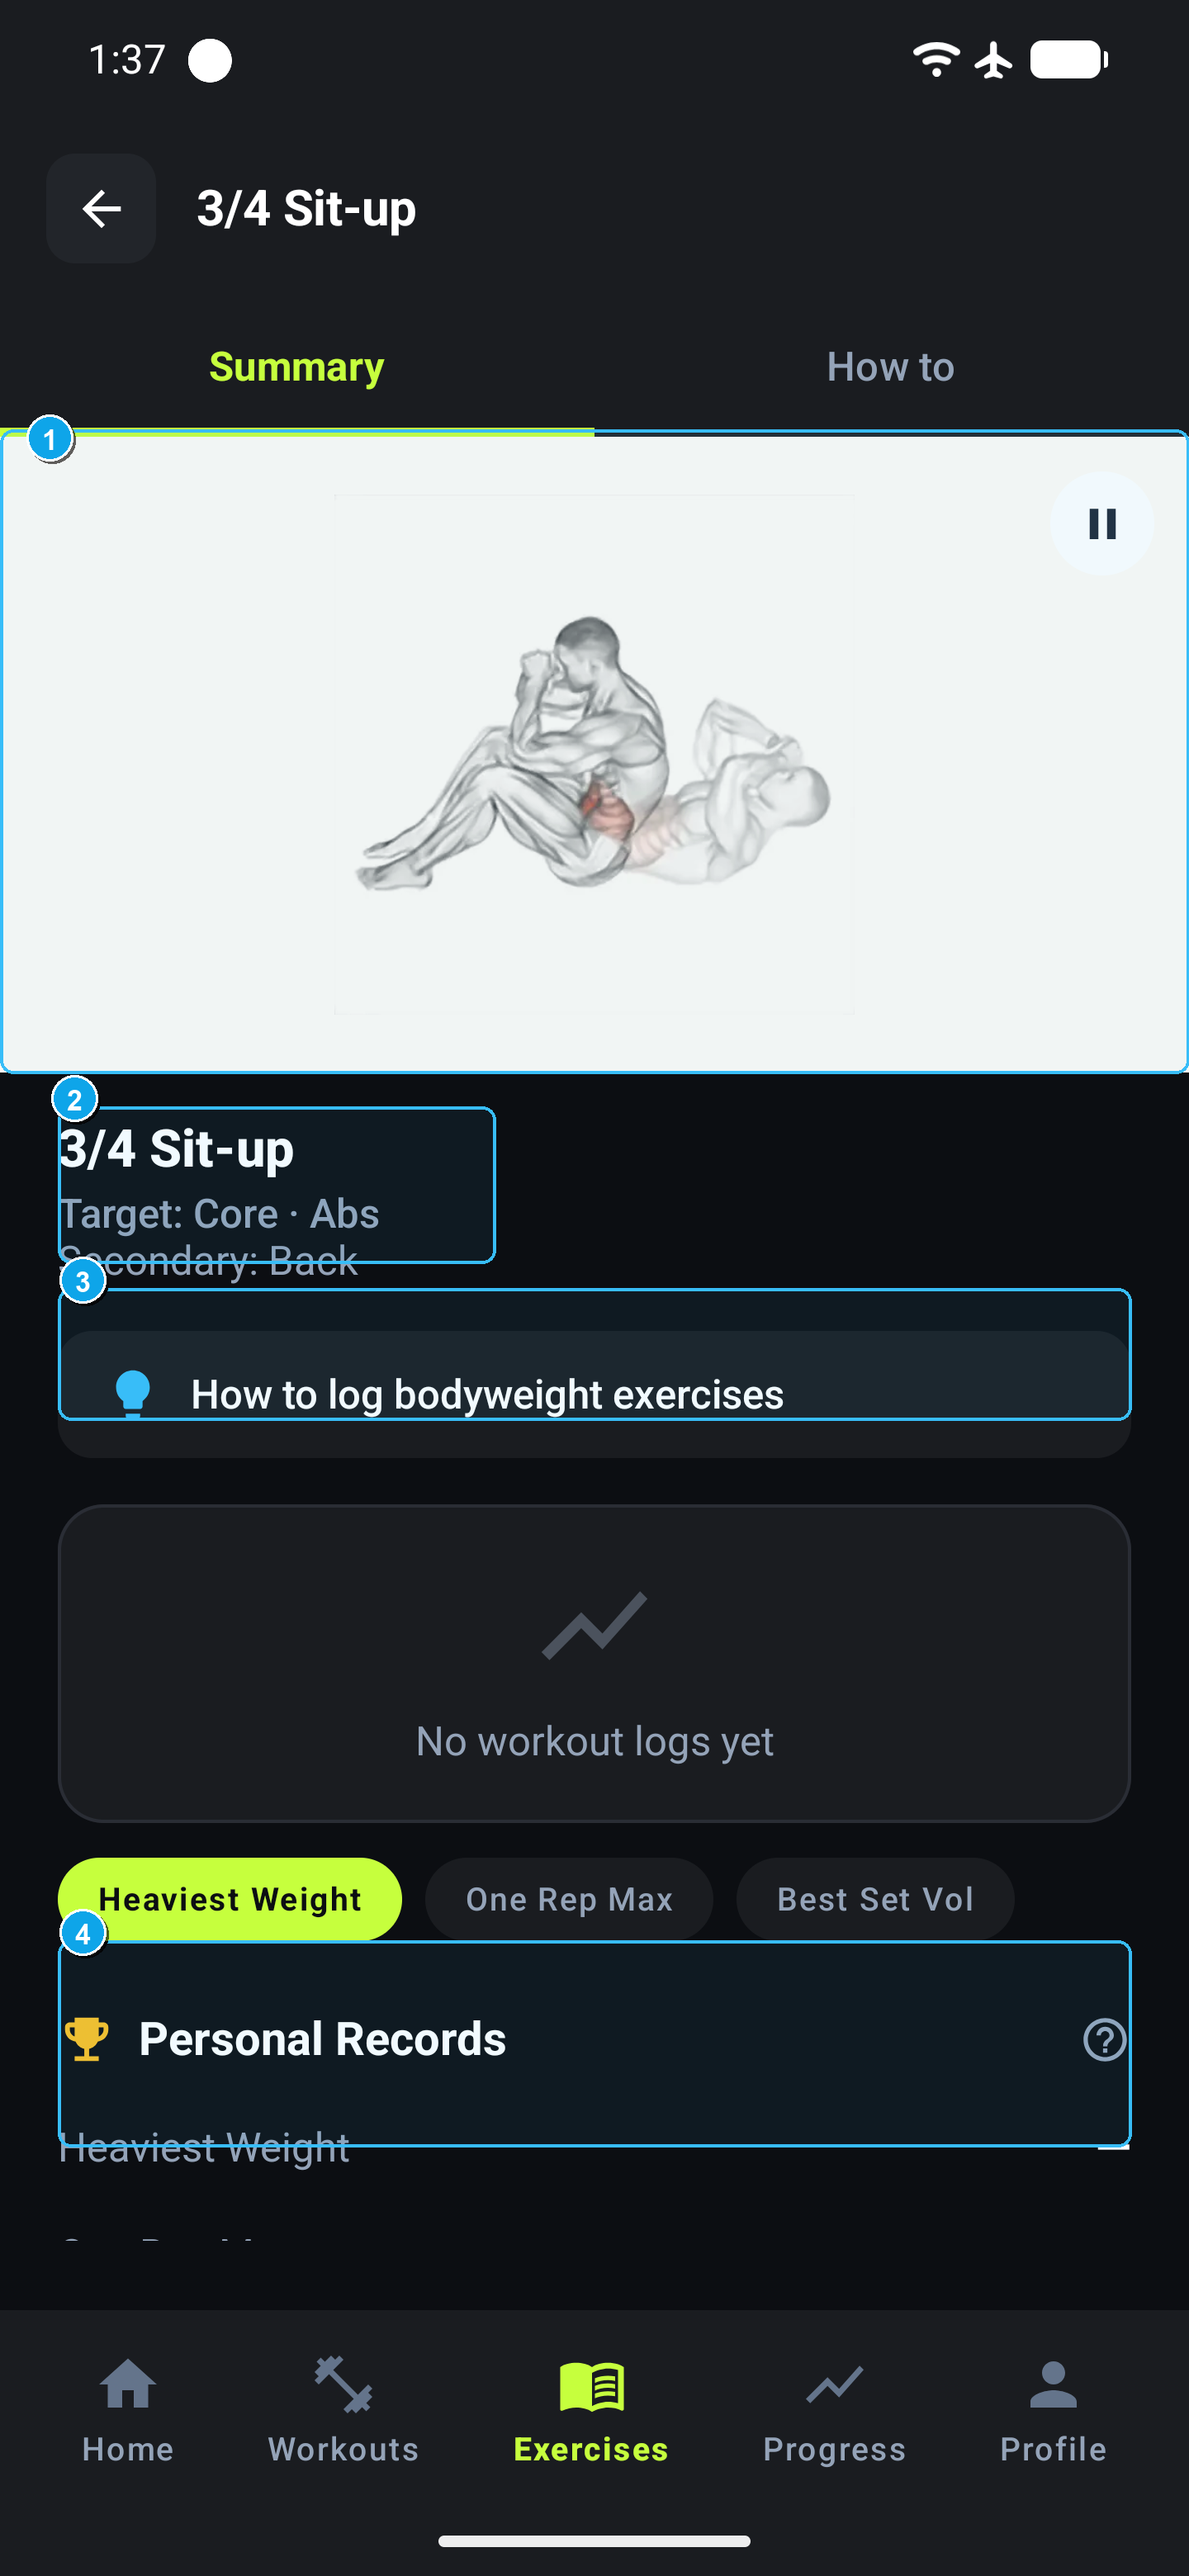 1:37
3/4 Sit-up
Summary
How to
1
2
3/4 Sit-up
Target: Core · Abs
Secondary: Back
3
How to log bodyweight exercises
No workout logs yet
Heaviest Weight
One Rep Max
Best Set Vol
4
Personal Records
Heaviest Weight
Home
Workouts
Exercises
Progress
Profile